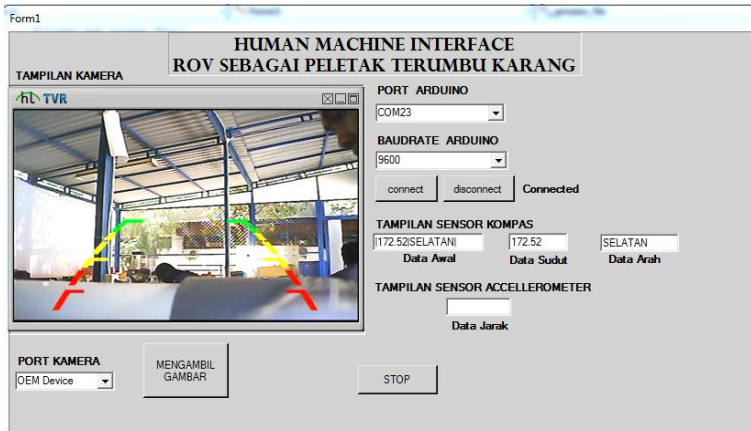 Form1
HUMAN MACHINE INTERFACE
ROV SEBAGAI PELETAK TERUMBU KARANG
TAMPILAN KAMERA
TVR
PORT ARDUINO
COM23
BAUDRATE ARDUINO
9600
connect disconnect Connected
TAMPILAN SENSOR KOMPAS
|172.52|SELATAN| 172.52 SELATAN
Data Awal Data Sudut Data Arah
TAMPILAN SENSOR ACCELLEROMETER
Data Jarak
PORT KAMERA
OEM Device
MENGAMBIL
GAMBAR
STOP